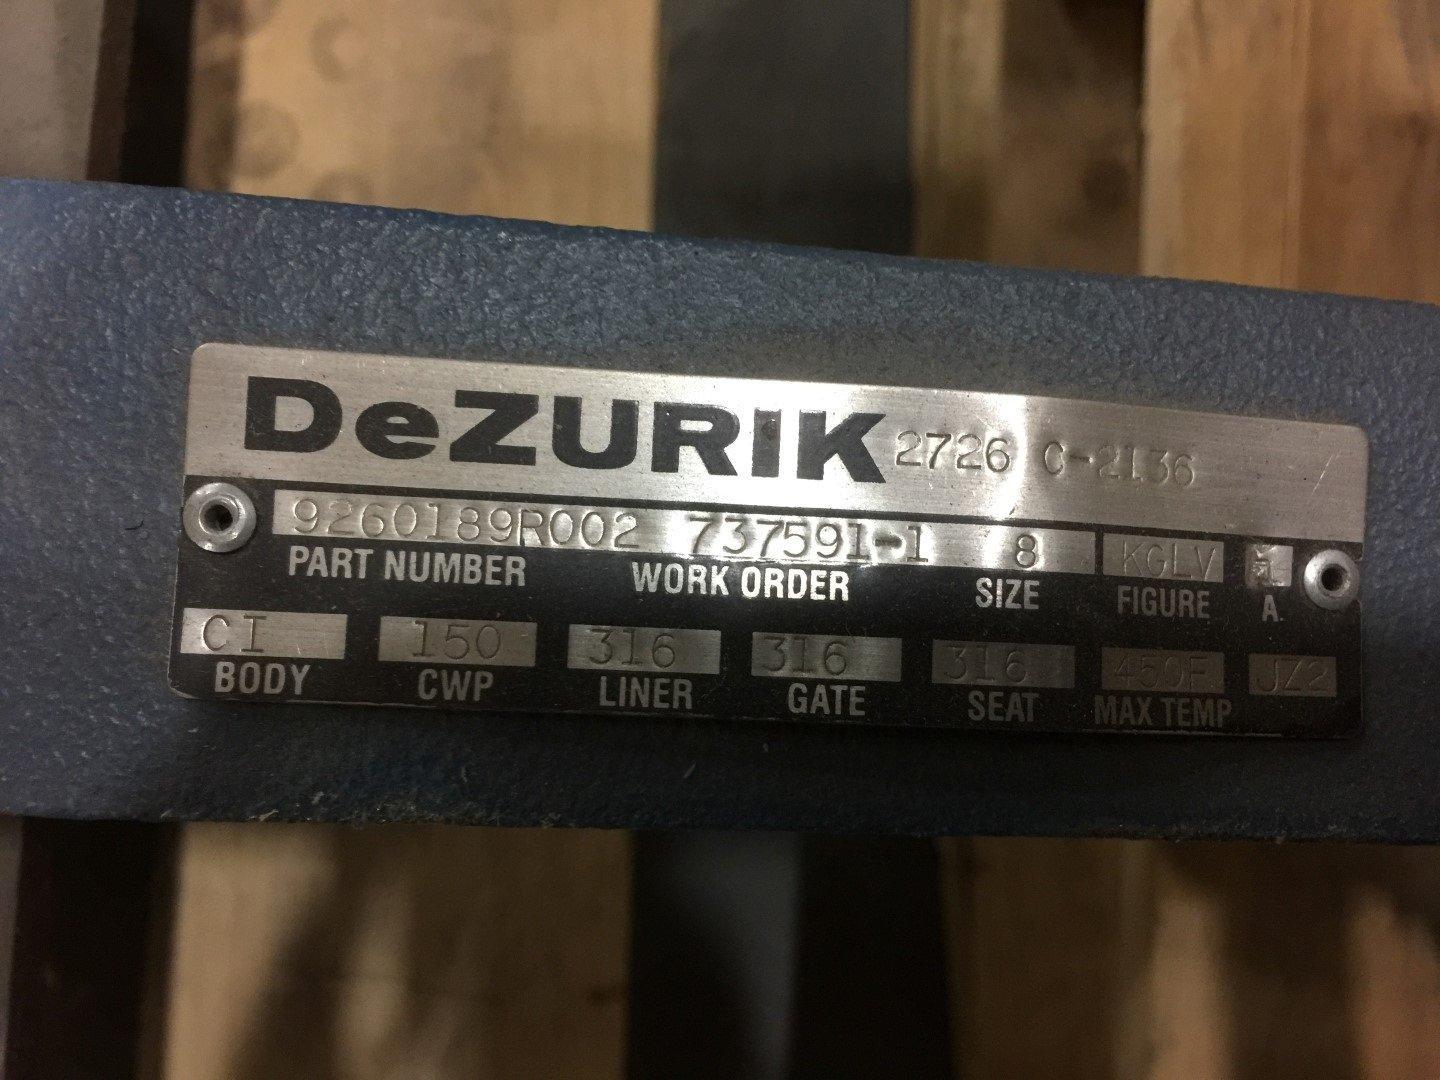 DeZURIK 2726 C-2136
9260189R002 737591-1 8 KGLV
PART NUMBER WORK ORDER SIZE FIGURE A
CI 150 316 316 316 450F JZ2
BODY CWP LINER GATE SEAT MAX TEMP